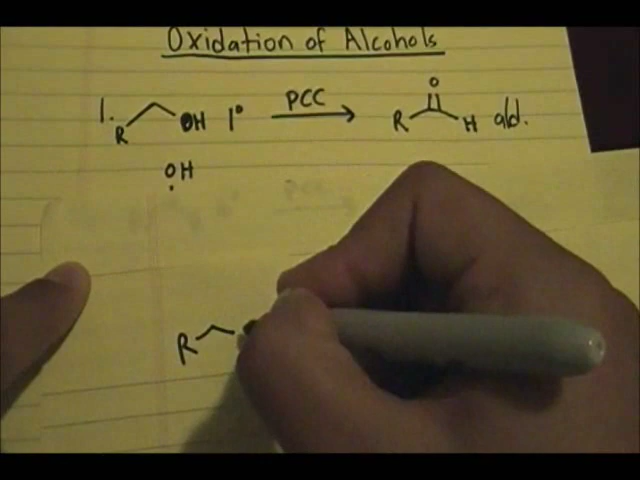 Oxidation of Alcohols
1. R OH 1° PCC R O H ald.
OH
R